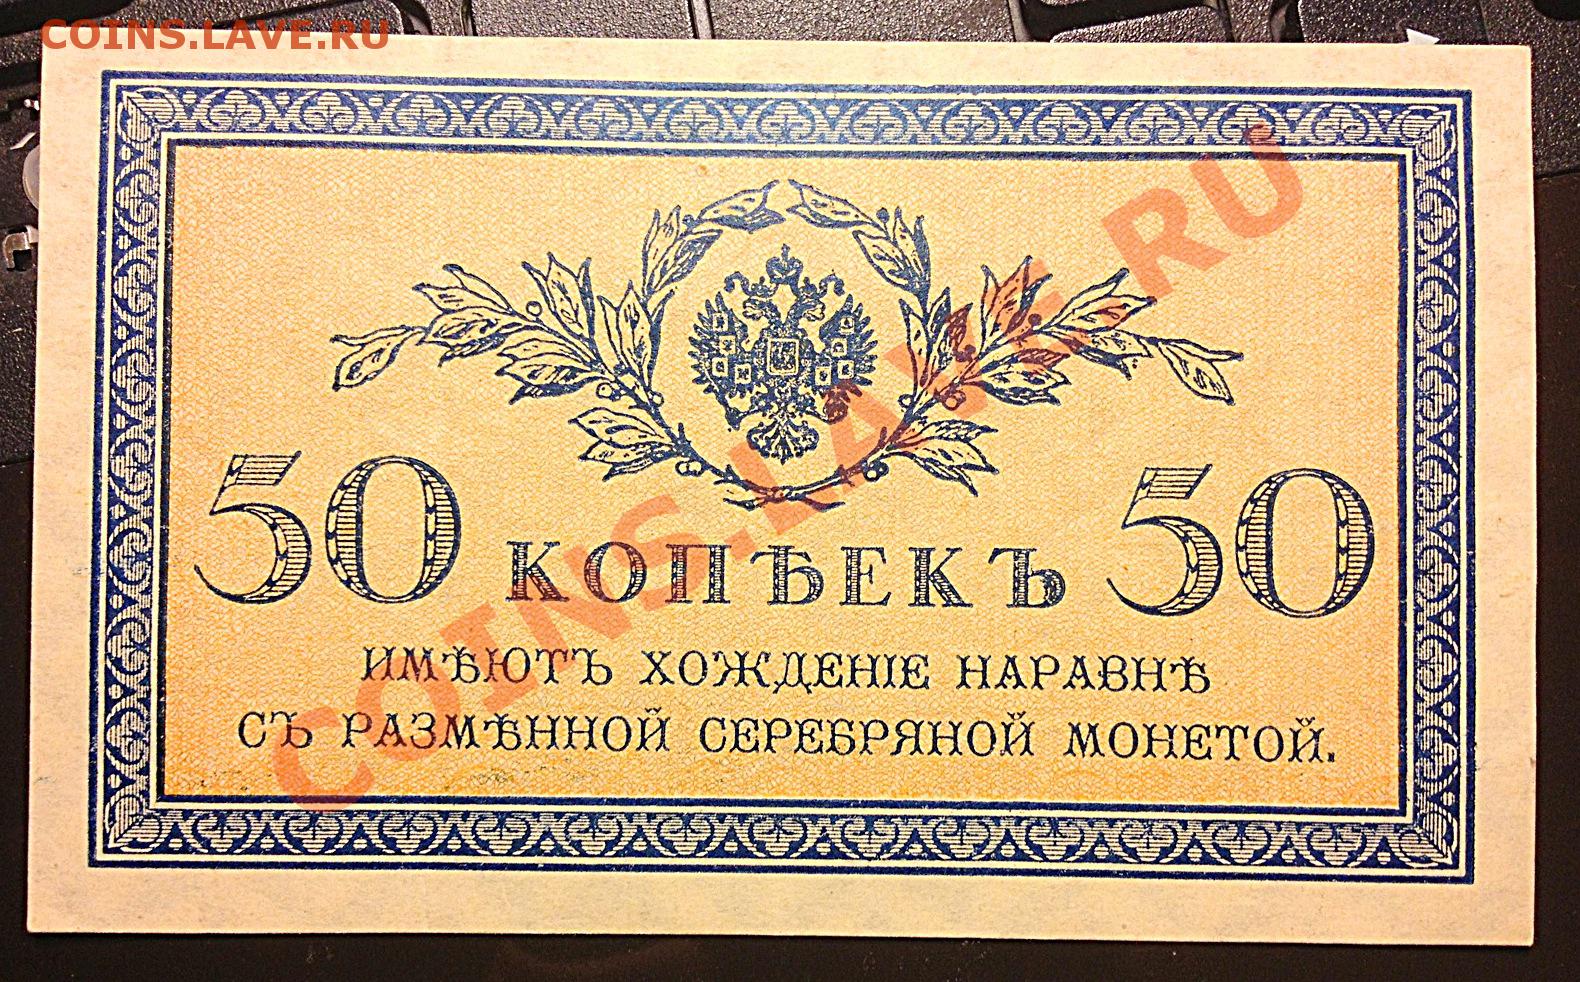 COINS.LAVE.RU
50 КОПѢЕКЪ 50
ИМѢЮТЪ ХОЖДЕНІЕ НАРАВНѢ
СЪ РАЗМѢННОЙ СЕРЕБРЯНОЙ МОНЕТОЙ.
COINS.LAVE.RU